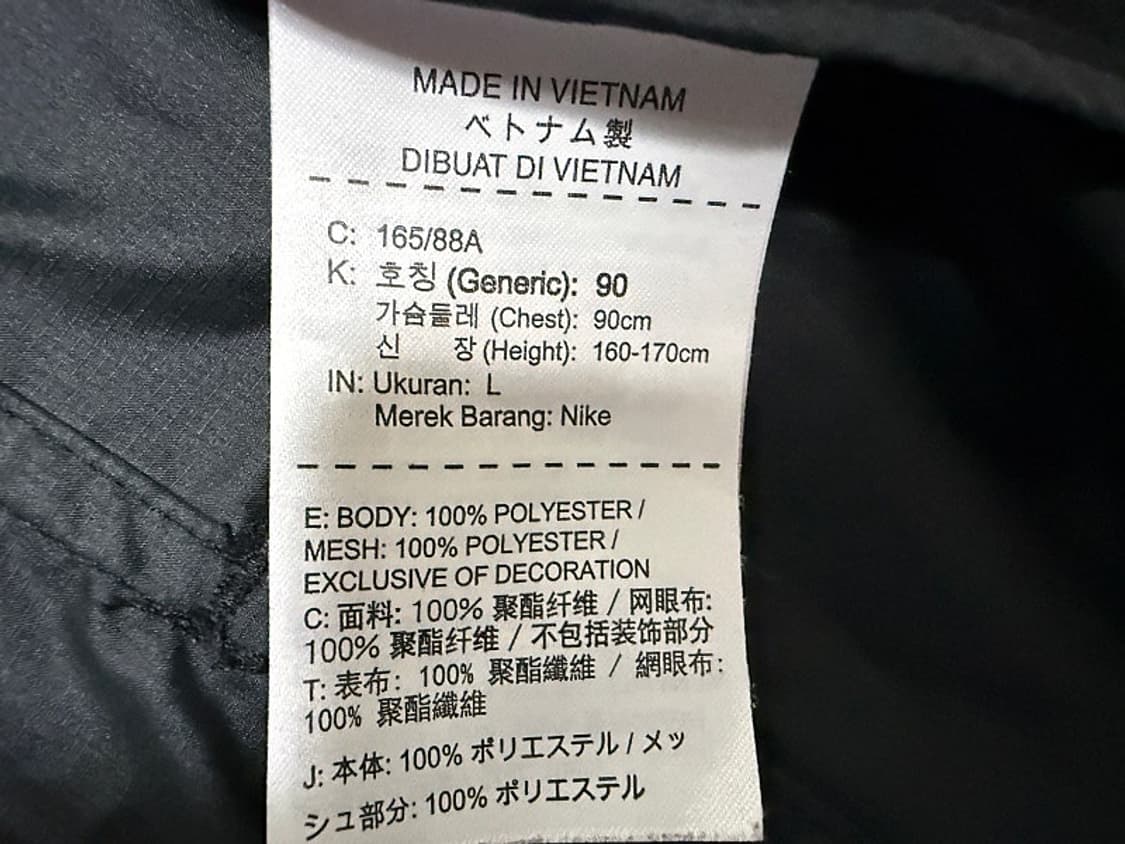 MADE IN VIETNAM
ベトナム製
DIBUAT DI VIETNAM
C: 165/88A
K: 호칭 (Generic): 90
가슴둘레 (Chest): 90cm
신 장 (Height): 160-170cm
IN: Ukuran: L
Merek Barang: Nike
E: BODY: 100% POLYESTER /
MESH: 100% POLYESTER /
EXCLUSIVE OF DECORATION
C: 面料: 100% 聚酯纤维 / 网眼布:
100% 聚酯纤维 / 不包括装饰部分
T: 表布: 100% 聚酯纖維 / 網眼布:
100% 聚酯纖維
J: 本体: 100% ポリエステル / メッ
シュ部分: 100% ポリエステル